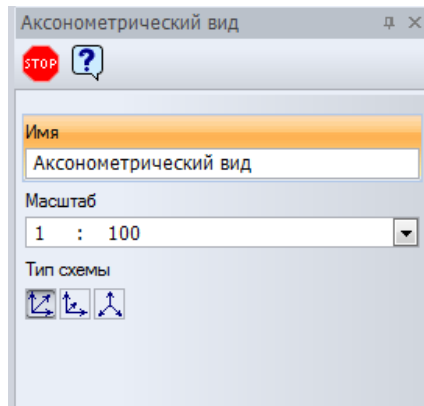 Аксонометрический вид
STOP ?
Имя
Аксонометрический вид
Масштаб
1 : 100
Тип схемы